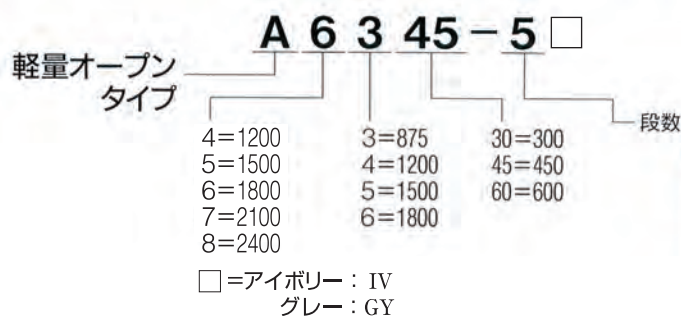 A 6 3 45-5□
軽量オープン
タイプ
段数
4=1200
5=1500
6=1800
7=2100
8=2400
3=875
4=1200
5=1500
6=1800
30=300
45=450
60=600
□=アイボリー：IV
グレー：GY